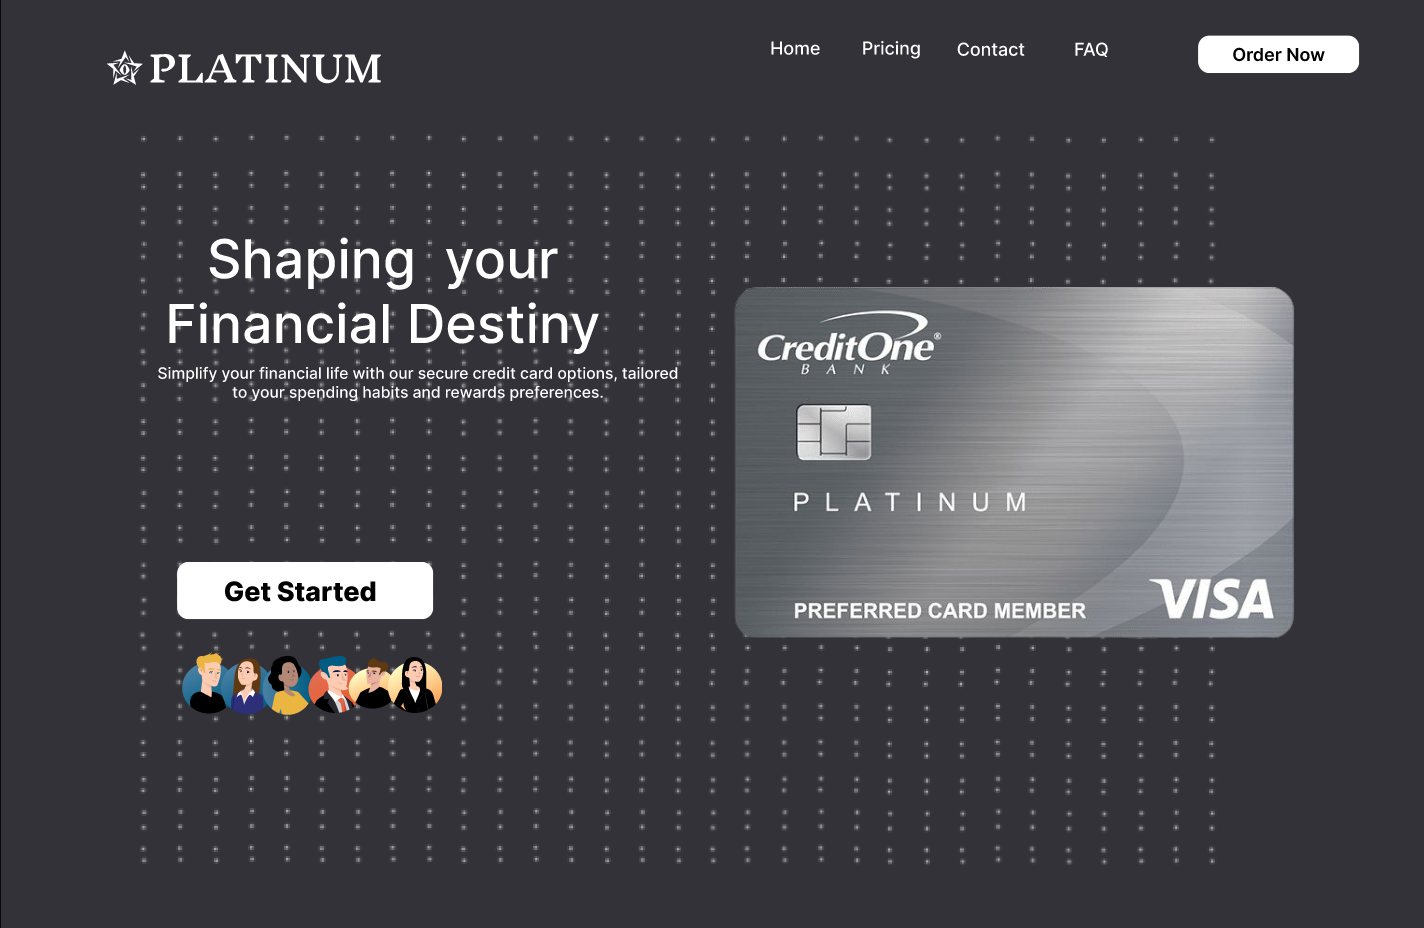 PLATINUM
Home Pricing Contact FAQ Order Now
Shaping your
Financial Destiny
Simplify your financial life with our secure credit card options, tailored
to your spending habits and rewards preferences.
CreditOne®
BANK
PLATINUM
PREFERRED CARD MEMBER
VISA
Get Started